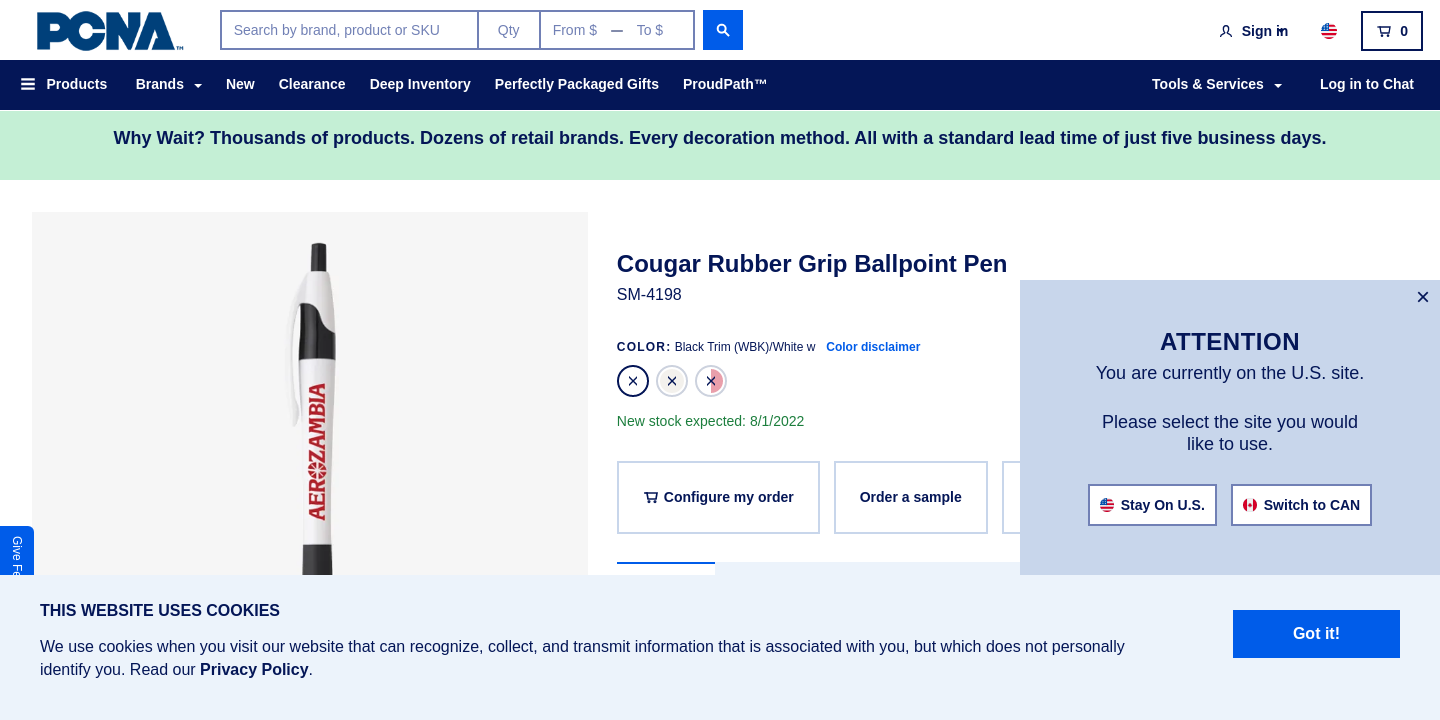 PCNA™
Search by brand, product or SKU
Qty
From $ — To $
Sign in
0
Products
Brands
New
Clearance
Deep Inventory
Perfectly Packaged Gifts
ProudPath™
Tools & Services
Log in to Chat
Why Wait? Thousands of products. Dozens of retail brands. Every decoration method. All with a standard lead time of just five business days.
AEROZAMBIA
Cougar Rubber Grip Ballpoint Pen
SM-4198
COLOR: Black Trim (WBK)/White w Color disclaimer
New stock expected: 8/1/2022
Configure my order
Order a sample
ATTENTION
You are currently on the U.S. site.
Please select the site you would
like to use.
Stay On U.S.
Switch to CAN
Give Fe
THIS WEBSITE USES COOKIES
We use cookies when you visit our website that can recognize, collect, and transmit information that is associated with you, but which does not personally
identify you. Read our Privacy Policy.
Got it!